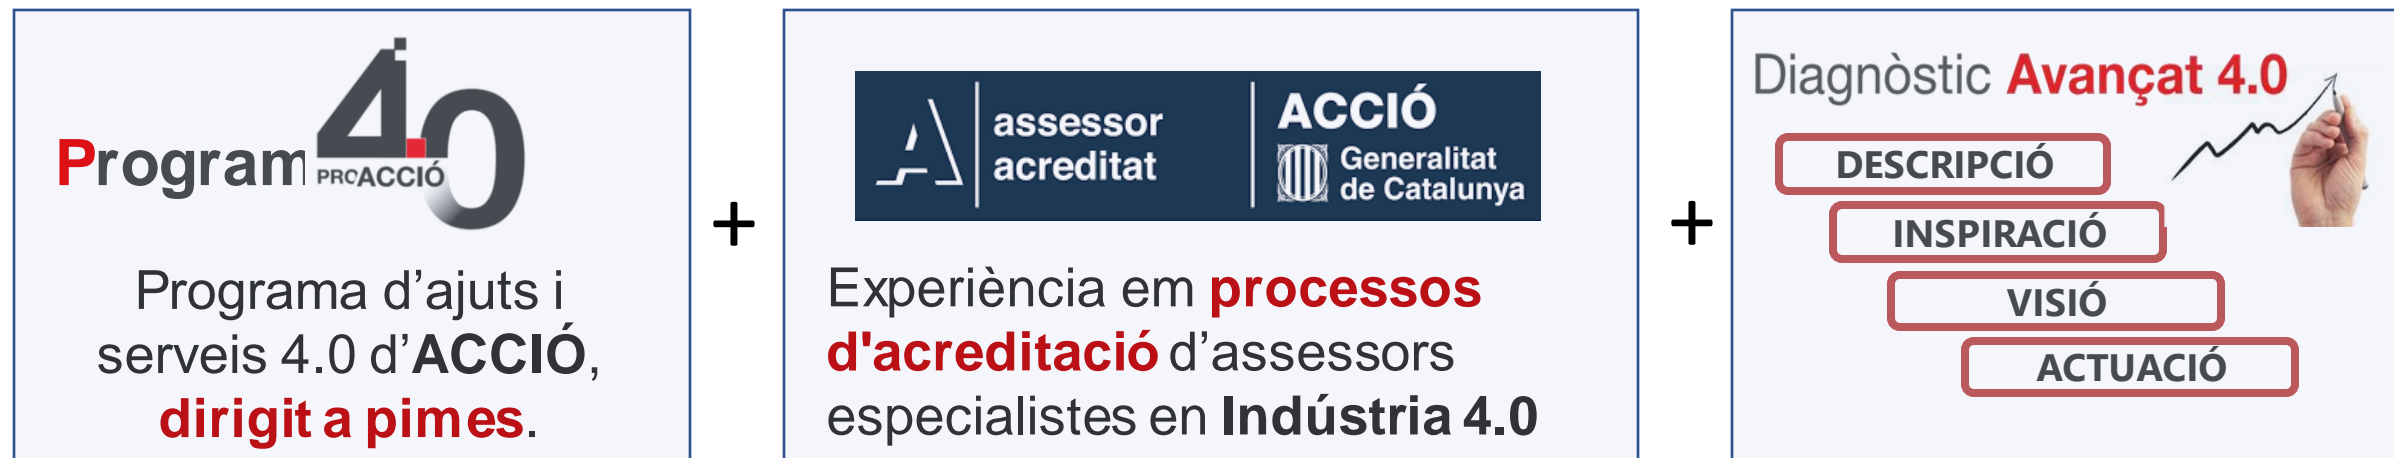 Program
4.0
PROACCIÓ
Programa d’ajuts i
serveis 4.0 d’ACCIÓ,
dirigit a pimes.
+
assessor
acreditat
ACCIÓ
Generalitat
de Catalunya
Experiència em processos
d'acreditació d’assessors
especialistes en Indústria 4.0
+
Diagnòstic Avançat 4.0
DESCRIPCIÓ
INSPIRACIÓ
VISIÓ
ACTUACIÓ